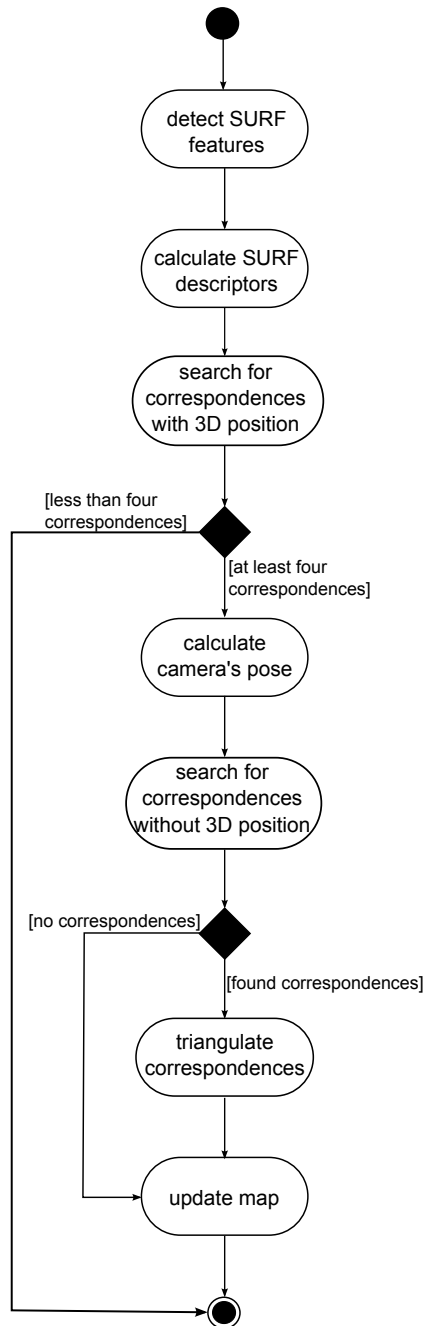 detect SURF
features
calculate SURF
descriptors
search for
correspondences
with 3D position
[less than four
correspondences]
[at least four
correspondences]
calculate
camera's pose
search for
correspondences
without 3D position
[no correspondences]
[found correspondences]
triangulate
correspondences
update map